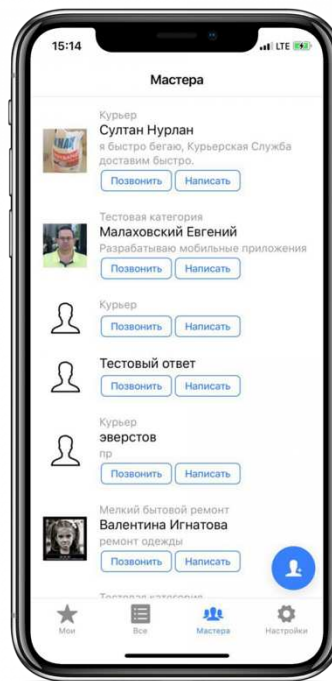 15:14
LTE
Мастера
Курьер
Султан Нурлан
я быстро бегаю, Курьерская Служба
доставим быстро.
Позвонить Написать
Тестовая категория
Малаховский Евгений
Разрабатываю мобильные приложения
Позвонить Написать
Курьер
Позвонить Написать
Тестовый ответ
Позвонить Написать
Курьер
эверстов
пр
Позвонить Написать
Мелкий бытовой ремонт
Валентина Игнатова
ремонт одежды
Позвонить Написать
Тестовая категория
Мои Все Мастера Настройки